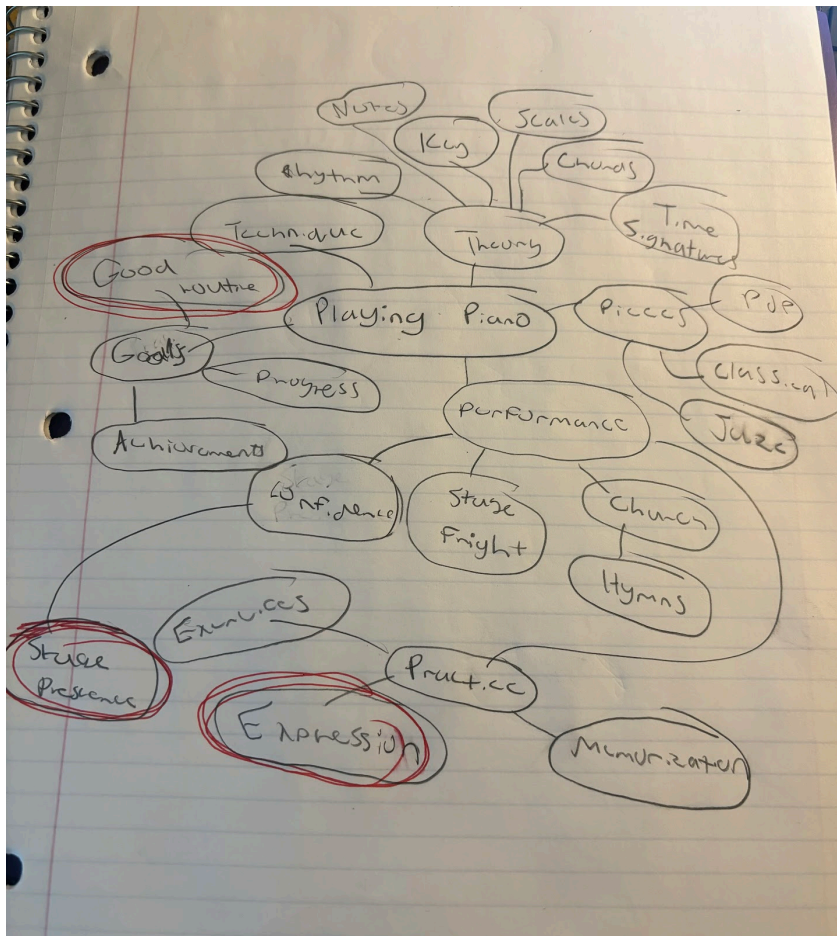 Notes
Scales
Key
Chords
Rhythm
Time
Signatures
Technique
Theory
Good
routine
Playing Piano
Pieces
Pop
Goals
Progress
Classical
Performance
Jazz
Achievements
Confidence
Stage
Fright
Church
Hymns
Exercices
Stage
Presence
Practice
Expression
Memorization